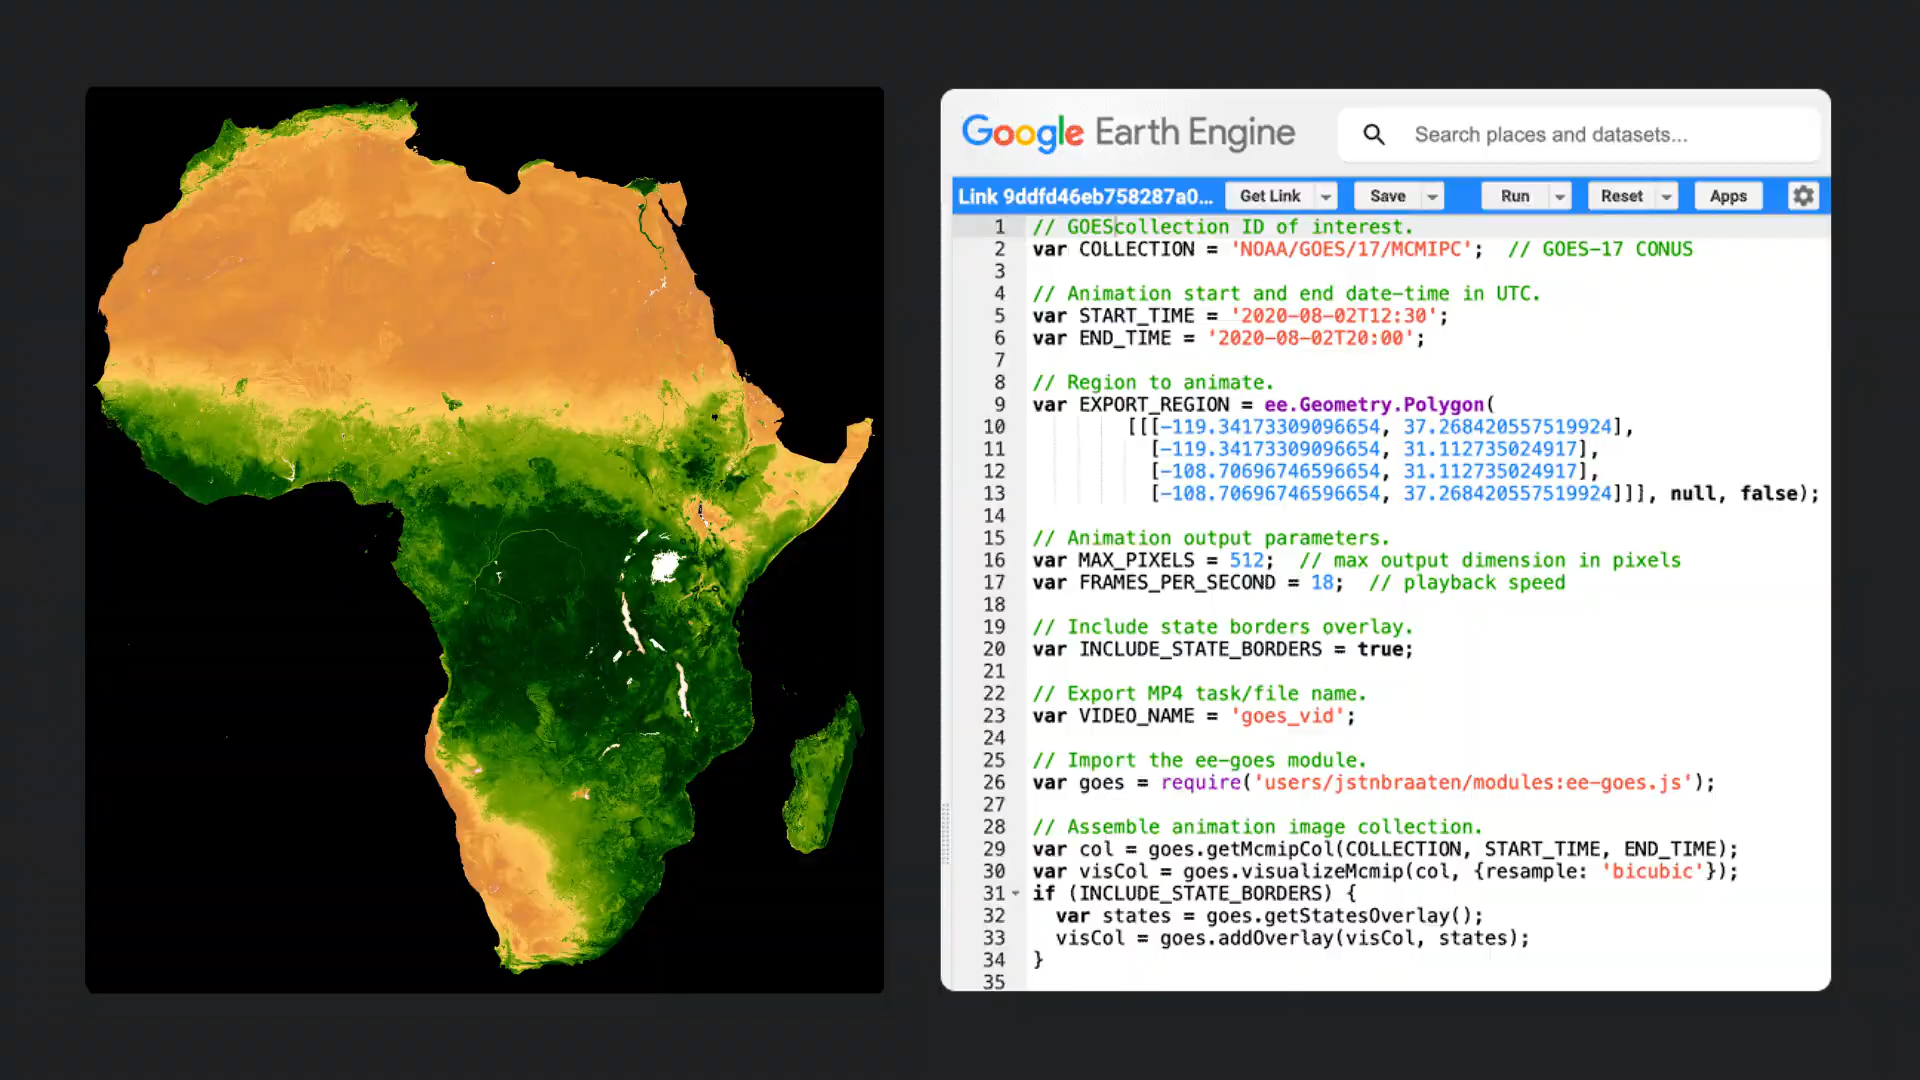 Google Earth Engine
Search places and datasets...
Link 9ddfd46eb758287a0... Get Link Save Run Reset Apps
1 // GOEScollection ID of interest.
2 var COLLECTION = 'NOAA/GOES/17/MCMIPC'; // GOES-17 CONUS
3
4 // Animation start and end date-time in UTC.
5 var START_TIME = '2020-08-02T12:30';
6 var END_TIME = '2020-08-02T20:00';
7
8 // Region to animate.
9 var EXPORT_REGION = ee.Geometry.Polygon(
10 [[[-119.34173309096654, 37.268420557519924],
11 [-119.34173309096654, 31.112735024917],
12 [-108.70696746596654, 31.112735024917],
13 [-108.70696746596654, 37.268420557519924]]], null, false);
14
15 // Animation output parameters.
16 var MAX_PIXELS = 512; // max output dimension in pixels
17 var FRAMES_PER_SECOND = 18; // playback speed
18
19 // Include state borders overlay.
20 var INCLUDE_STATE_BORDERS = true;
21
22 // Export MP4 task/file name.
23 var VIDEO_NAME = 'goes_vid';
24
25 // Import the ee-goes module.
26 var goes = require('users/jstnbraaten/modules:ee-goes.js');
27
28 // Assemble animation image collection.
29 var col = goes.getMcmipCol(COLLECTION, START_TIME, END_TIME);
30 var visCol = goes.visualizeMcmip(col, {resample: 'bicubic'});
31 if (INCLUDE_STATE_BORDERS) {
32 var states = goes.getStatesOverlay();
33 visCol = goes.addOverlay(visCol, states);
34 }
35